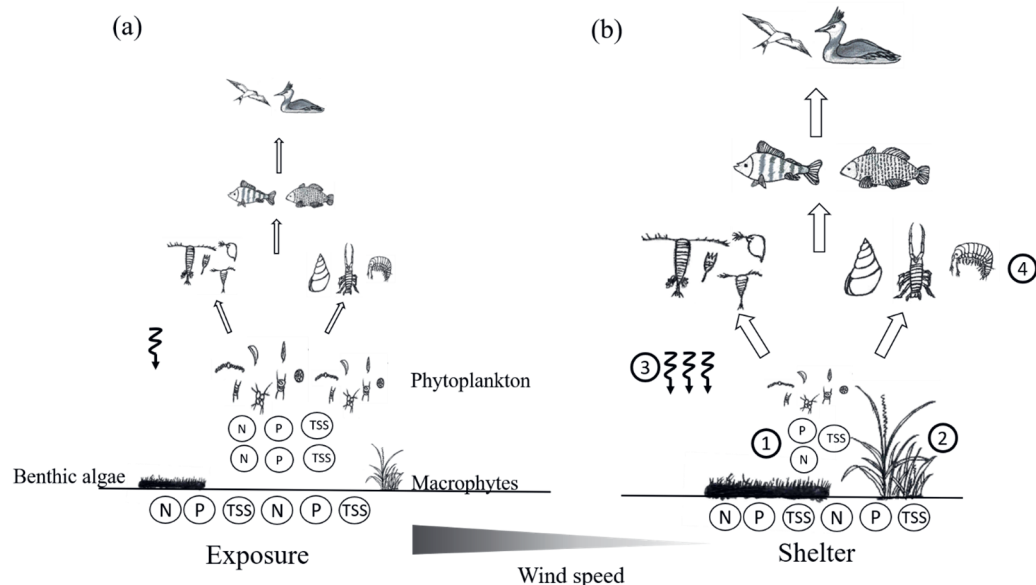 (a)
(b)
④
Phytoplankton
③
N P TSS
N P TSS
① P TSS
N
②
Benthic algae
Macrophytes
N P TSS N P TSS
N P TSS N P TSS
Exposure
Shelter
Wind speed